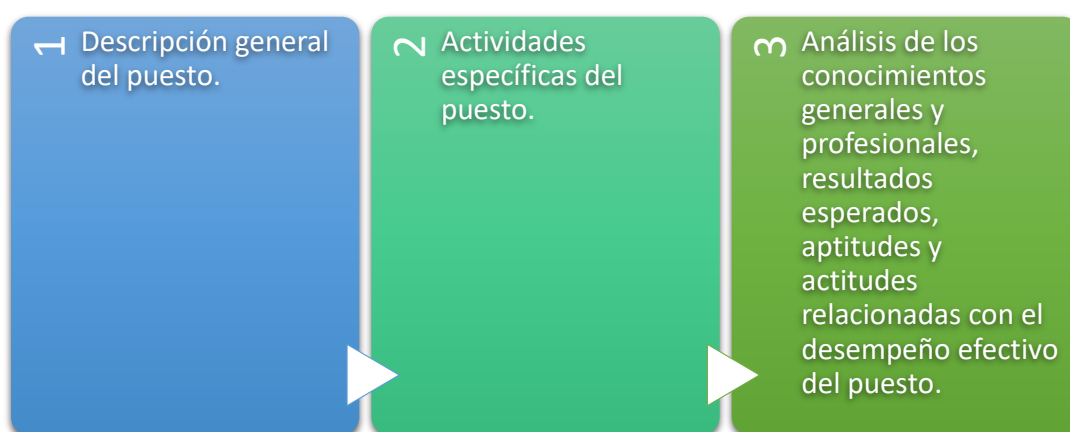 1
Descripción general
del puesto.
2
Actividades
específicas del
puesto.
3
Análisis de los
conocimientos
generales y
profesionales,
resultados
esperados,
aptitudes y
actitudes
relacionadas con el
desempeño efectivo
del puesto.